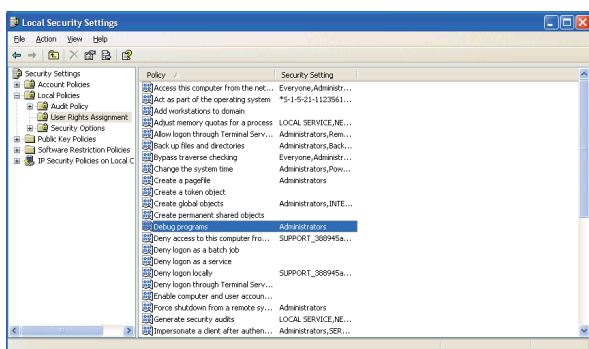 Local Security Settings
File Action View Help
Security Settings
Account Policies
Local Policies
Audit Policy
User Rights Assignment
Security Options
Public Key Policies
Software Restriction Policies
IP Security Policies on Local C
Policy Security Setting
Access this computer from the net... Everyone,Administr...
Act as part of the operating system *S-1-5-21-1123561...
Add workstations to domain
Adjust memory quotas for a process LOCAL SERVICE,NE...
Allow logon through Terminal Serv... Administrators,Rem...
Back up files and directories Administrators,Back...
Bypass traverse checking Everyone,Administr...
Change the system time Administrators,Pow...
Create a pagefile Administrators
Create a token object
Create global objects Administrators,INTE...
Create permanent shared objects
Debug programs Administrators
Deny access to this computer fro... SUPPORT_388945a...
Deny logon as a batch job
Deny logon as a service
Deny logon locally SUPPORT_388945a...
Deny logon through Terminal Serv...
Enable computer and user accoun...
Force shutdown from a remote sy... Administrators
Generate security audits LOCAL SERVICE,NE...
Impersonate a client after authen... Administrators,SER...